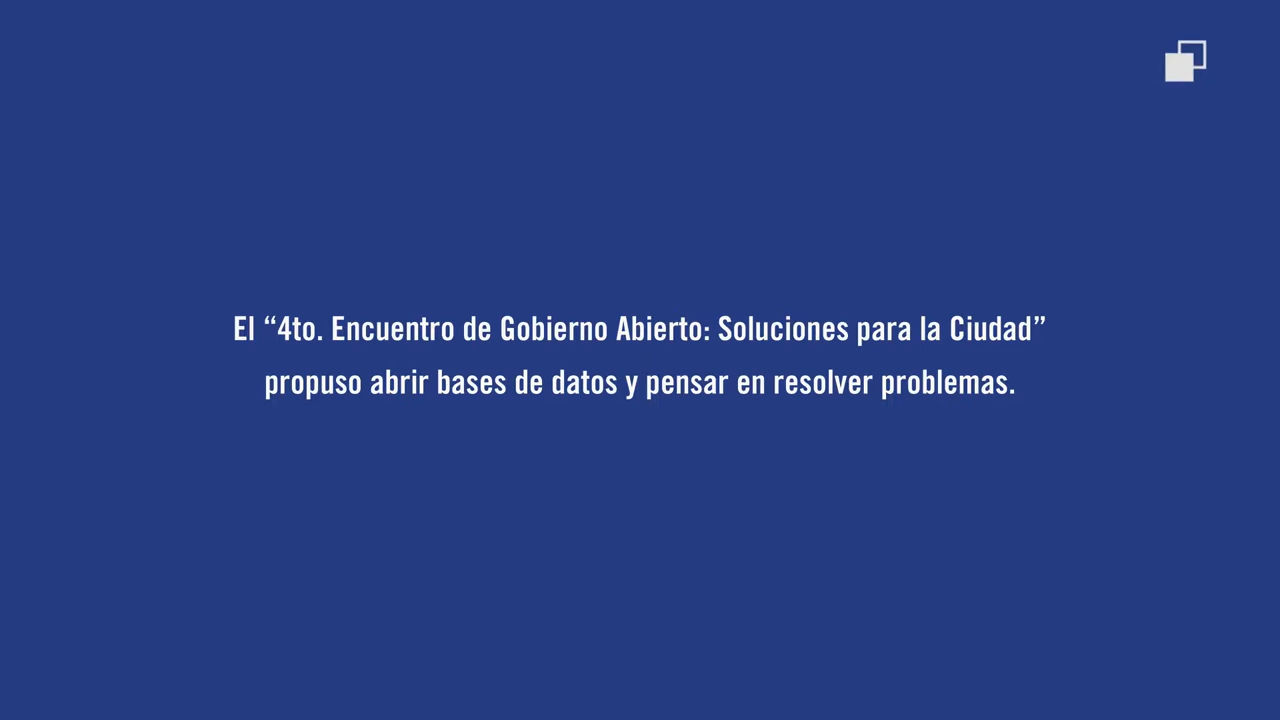 El “4to. Encuentro de Gobierno Abierto: Soluciones para la Ciudad”
propuso abrir bases de datos y pensar en resolver problemas.